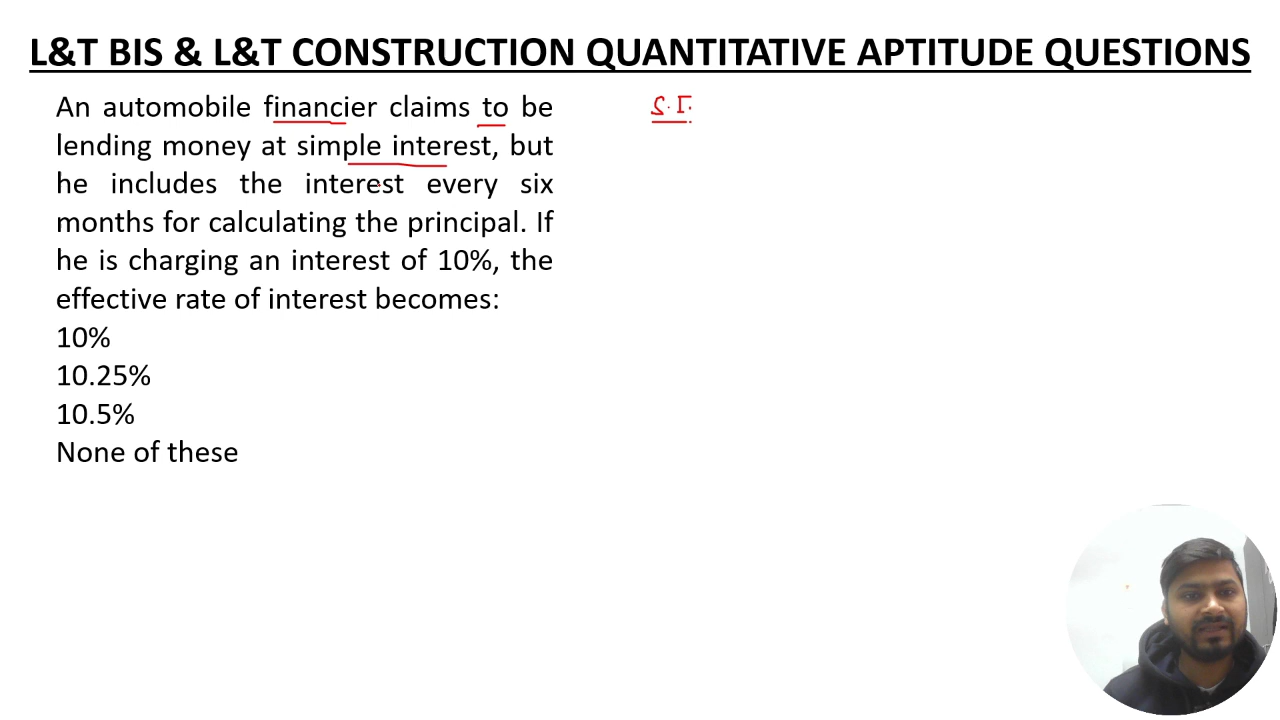 L&T BIS & L&T CONSTRUCTION QUANTITATIVE APTITUDE QUESTIONS
An automobile financier claims to be
lending money at simple interest, but
he includes the interest every six
months for calculating the principal. If
he is charging an interest of 10%, the
effective rate of interest becomes:
10%
10.25%
10.5%
None of these
S.I.